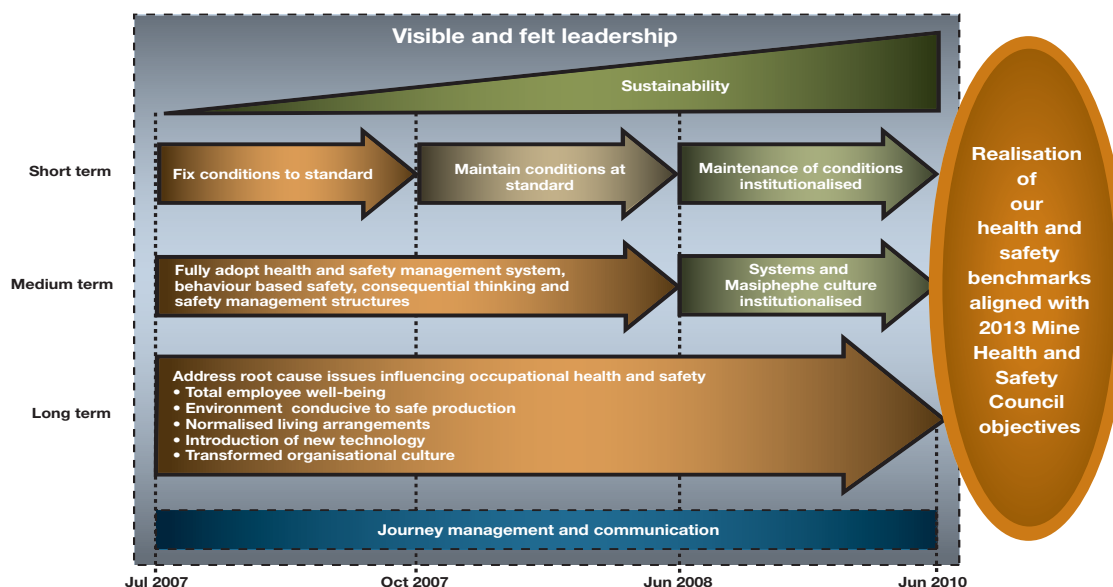 Visible and felt leadership
Sustainability
Short term
Fix conditions to standard
Maintain conditions at
standard
Maintenance of conditions
institutionalised
Medium term
Fully adopt health and safety management system,
behaviour based safety, consequential thinking and
safety management structures
Systems and
Masiphephe culture
institutionalised
Long term
Address root cause issues influencing occupational health and safety
• Total employee well-being
• Environment conducive to safe production
• Normalised living arrangements
• Introduction of new technology
• Transformed organisational culture
Journey management and communication
Jul 2007
Oct 2007
Jun 2008
Jun 2010
Realisation
of
our
health and
safety
benchmarks
aligned with
2013 Mine
Health and
Safety
Council
objectives